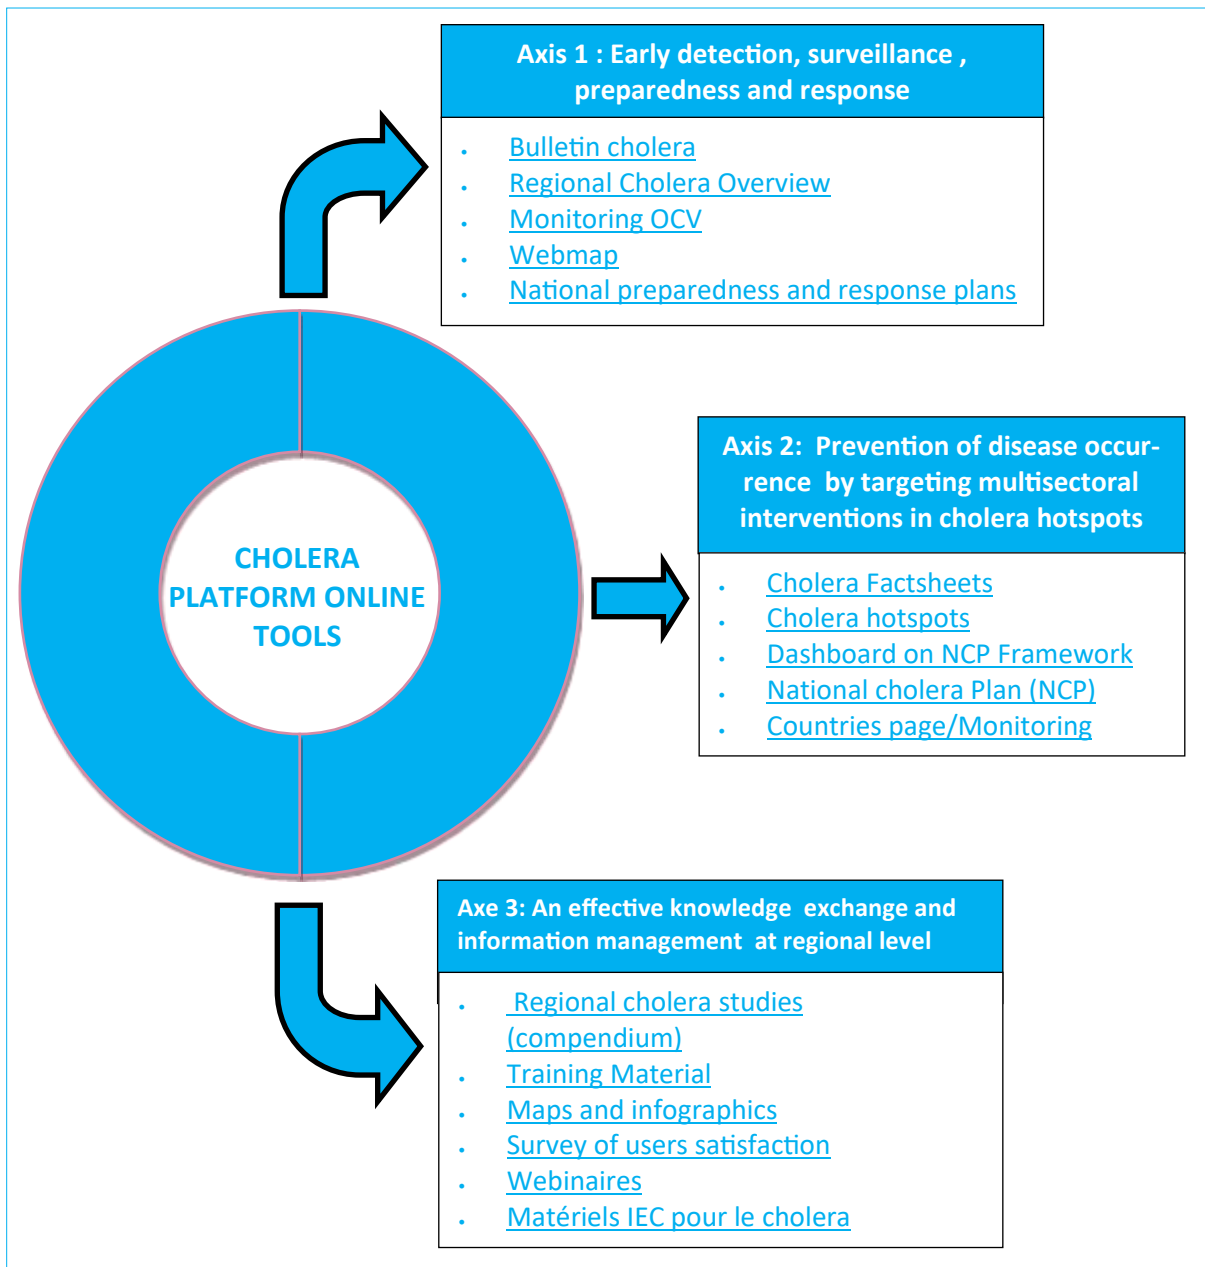 Axis 1 : Early detection, surveillance ,
preparedness and response
• Bulletin cholera
• Regional Cholera Overview
• Monitoring OCV
• Webmap
• National preparedness and response plans
CHOLERA
PLATFORM ONLINE
TOOLS
Axis 2: Prevention of disease occur-
rence by targeting multisectoral
interventions in cholera hotspots
• Cholera Factsheets
• Cholera hotspots
• Dashboard on NCP Framework
• National cholera Plan (NCP)
• Countries page/Monitoring
Axe 3: An effective knowledge exchange and
information management at regional level
• Regional cholera studies
(compendium)
• Training Material
• Maps and infographics
• Survey of users satisfaction
• Webinaires
• Matériels IEC pour le cholera